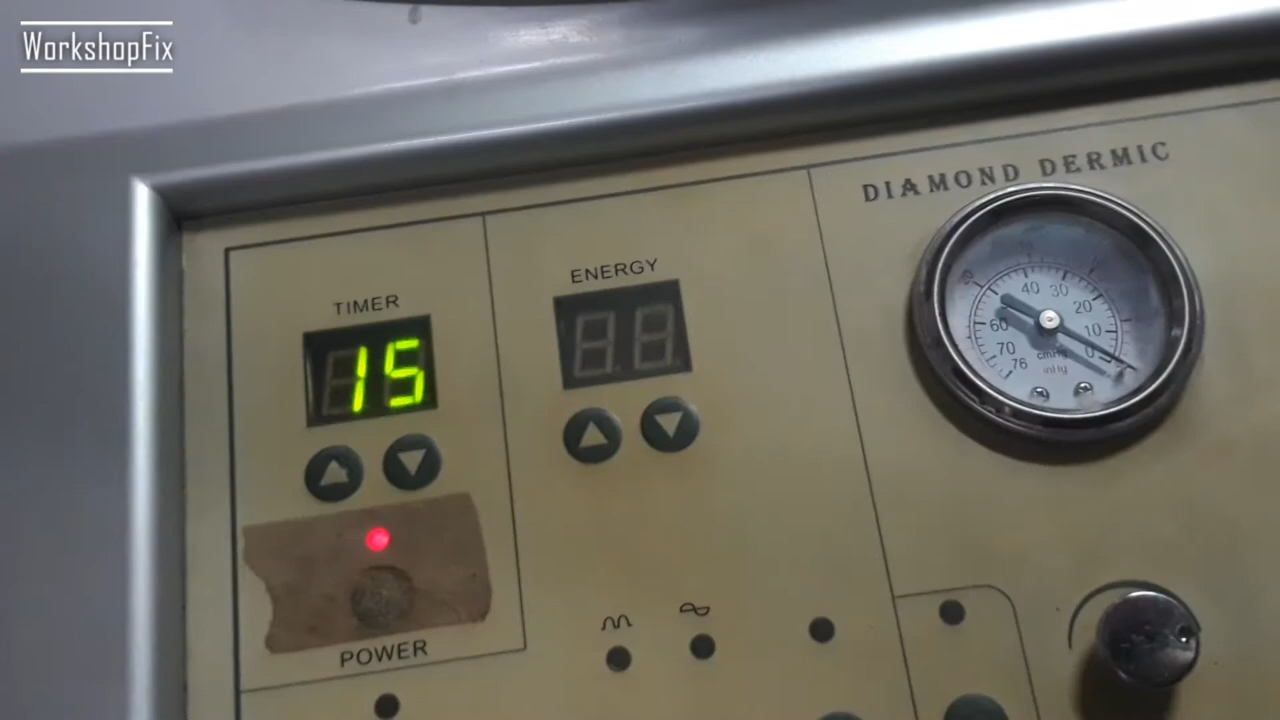 WorkshopFix
DIAMOND DERMIC
TIMER
15
ENERGY
40 30
20
60
10
70
0
76
cmHg
inHg
POWER